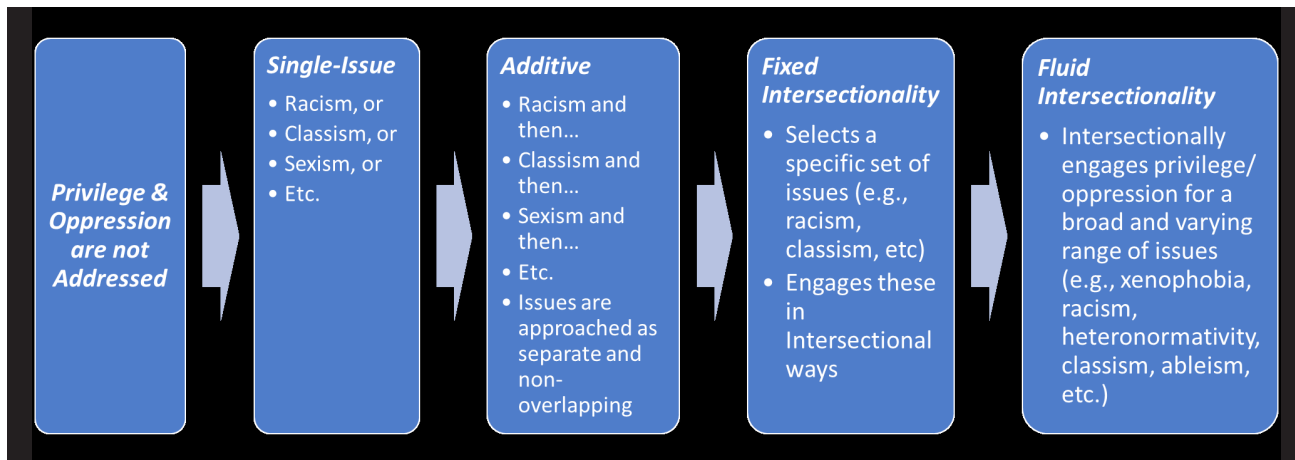 Privilege &
Oppression
are not
Addressed
Single-Issue
• Racism, or
• Classism, or
• Sexism, or
• Etc.
Additive
• Racism and
then...
• Classism and
then...
• Sexism and
then...
• Etc.
• Issues are
approached as
separate and
non-
overlapping
Fixed
Intersectionality
• Selects a
specific set of
issues (e.g.,
racism,
classism, etc)
• Engages these
in
Intersectional
ways
Fluid
Intersectionality
• Intersectionally
engages privilege/
oppression for a
broad and varying
range of issues
(e.g., xenophobia,
racism,
heteronormativity,
classism, ableism,
etc.)